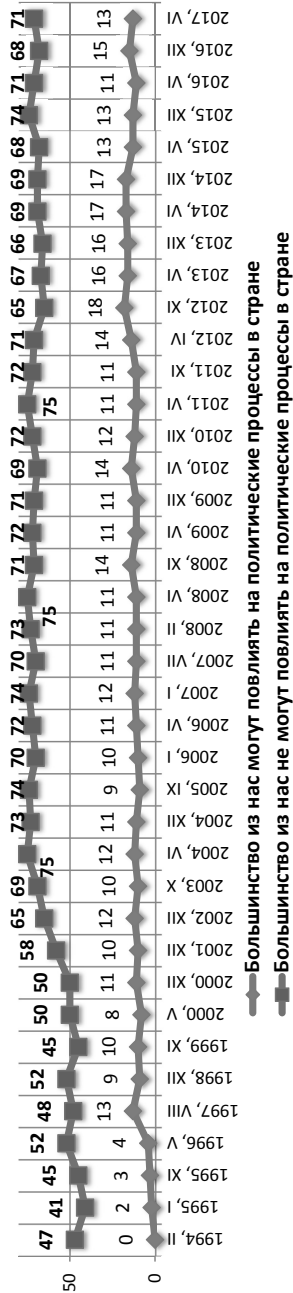 47 41 45 52 48 52 45 50 50 58 65 69 73 74 70 72 74 70 73 71 72 71 69 72 72 71 65 67 66 69 69 68 74 71 68 71
75 75 75
50
0 2 3 4 13 9 10 8 11 10 12 10 12 11 9 10 11 12 11 11 11 14 11 11 14 12 11 11 14 18 16 16 17 17 13 13 11 15 13
0
1994, II
1995, I
1995, XI
1996, V
1997, VIII
1998, XII
1999, XI
2000, V
2000, XII
2001, XII
2002, XII
2003, X
2004, VI
2004, XII
2005, IX
2006, I
2006, VI
2007, I
2007, VII
2008, II
2008, VI
2008, XI
2009, VI
2009, XII
2010, VI
2010, XII
2011, VI
2011, XI
2012, IV
2012, XI
2013, VI
2013, XII
2014, VI
2014, XII
2015, VI
2015, XII
2016, VI
2016, XII
2017, VI
Большинство из нас могут повлиять на политические процессы в стране
Большинство из нас не могут повлиять на политические процессы в стране